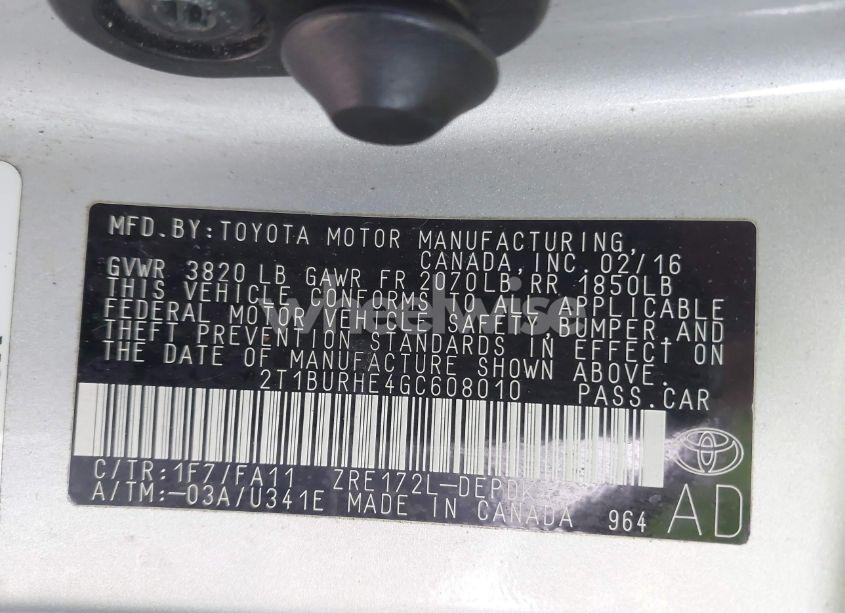 MFD.BY:TOYOTA MOTOR MANUFACTURING,
CANADA,INC. 02/16
GVWR 3820 LB GAWR FR 2070LB,RR 1850LB
THIS VEHICLE CONFORMS TO ALL APPLICABLE
FEDERAL MOTOR VEHICLE SAFETY,BUMPER,AND
THEFT PREVENTION STANDARDS IN EFFECT ON
THE DATE OF MANUFACTURE SHOWN ABOVE.
2T1BURHE4GC608010 PASS.CAR
C/TR:1F7/FA11 ZRE172L-DEPDK
A/TM:-03A/U341E MADE IN CANADA 964
AD
wheelwise